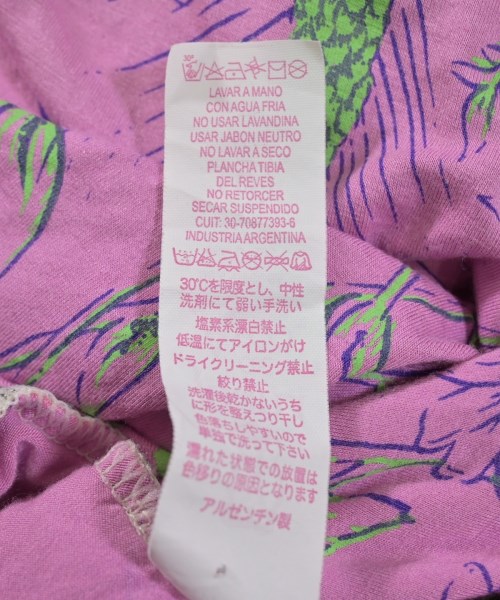 30°
LAVAR A MANO
CON AGUA FRIA
NO USAR LAVANDINA
USAR JABON NEUTRO
NO LAVAR A SECO
PLANCHA TIBIA
DEL REVES
NO RETORCER
SECAR SUSPENDIDO
CUIT: 30-70877393-6
INDUSTRIA ARGENTINA
30℃を限度とし、中性
洗剤にて弱い手洗い
塩素系漂白禁止
低温にてアイロンがけ
ドライクリーニング禁止
絞り禁止
洗濯後乾かないうち
に形を整えつり干し
色落ちしやすいので
単独で洗って下さい
濡れた状態での放置は
色移りの原因となります
アルゼンチン製